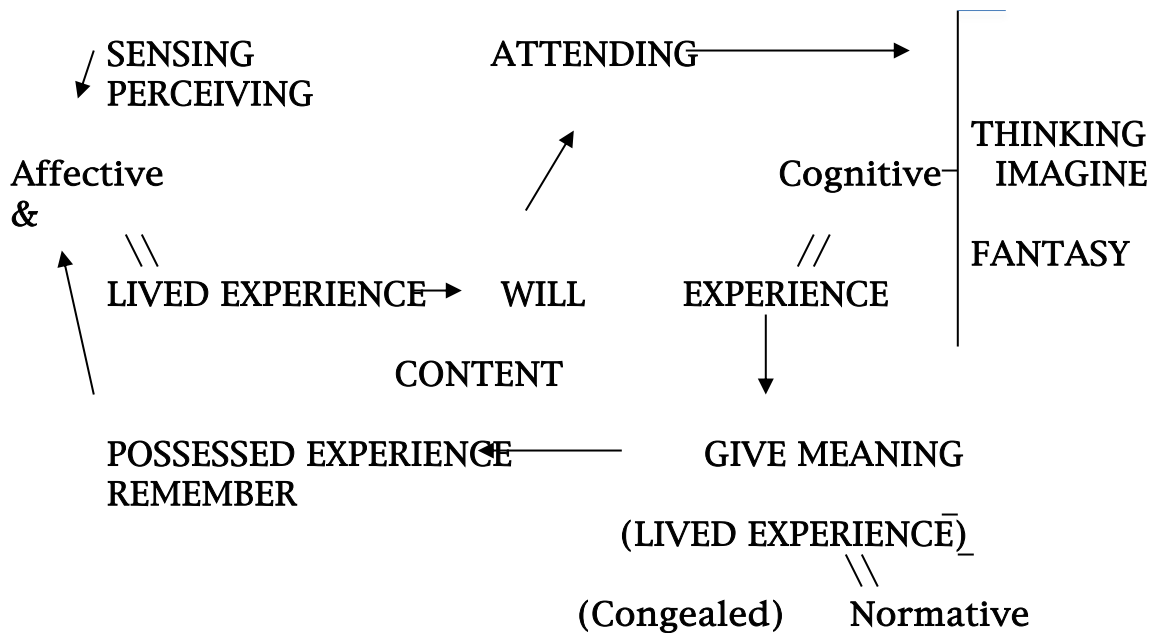 SENSING ATTENDING
PERCEIVING
THINKING
Affective Cognitive IMAGINE
&
FANTASY
LIVED EXPERIENCE WILL EXPERIENCE
CONTENT
POSSESSED EXPERIENCE GIVE MEANING
REMEMBER
(LIVED EXPERIENCE)
(Congealed) Normative